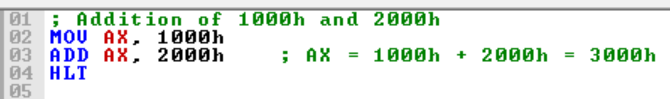 01 ; Addition of 1000h and 2000h
02 MOV AX, 1000h
03 ADD AX, 2000h    ; AX = 1000h + 2000h = 3000h
04 HLT
05